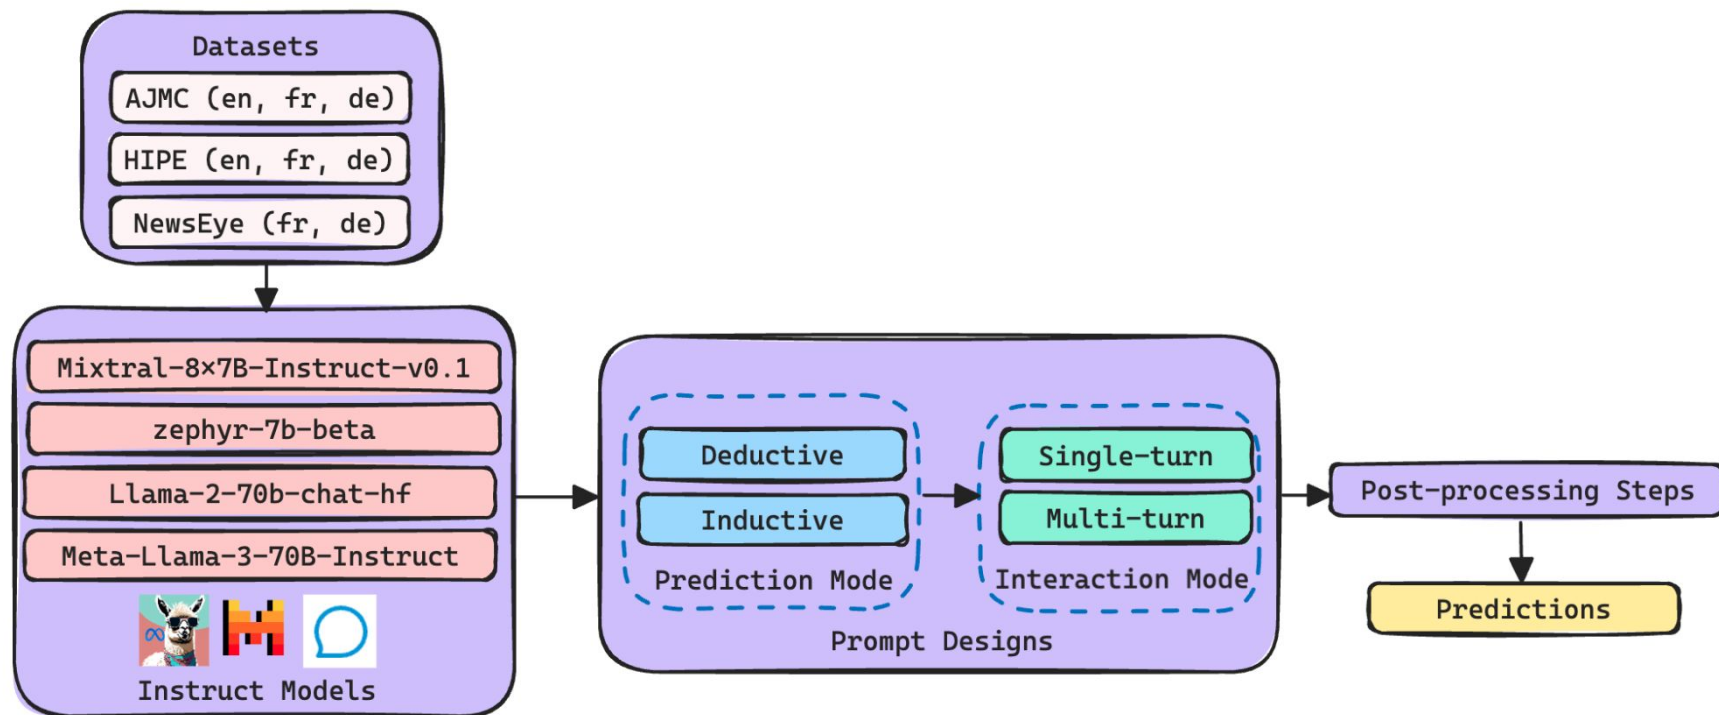 Datasets
AJMC (en, fr, de)
HIPE (en, fr, de)
NewsEye (fr, de)
Mixtral-8×7B-Instruct-v0.1
zephyr-7b-beta
Llama-2-70b-chat-hf
Meta-Llama-3-70B-Instruct
Instruct Models
Deductive
Inductive
Prediction Mode
Single-turn
Multi-turn
Interaction Mode
Prompt Designs
Post-processing Steps
Predictions